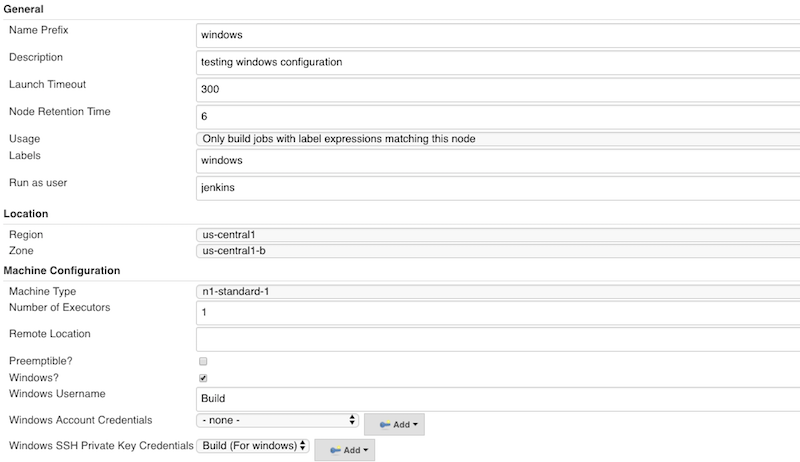 General
Name Prefix windows
Description testing windows configuration
Launch Timeout 300
Node Retention Time 6
Usage Only build jobs with label expressions matching this node
Labels windows
Run as user jenkins
Location
Region us-central1
Zone us-central1-b
Machine Configuration
Machine Type n1-standard-1
Number of Executors 1
Remote Location
Preemptible?
Windows?
Windows Username Build
Windows Account Credentials - none - Add
Windows SSH Private Key Credentials Build (For windows) Add